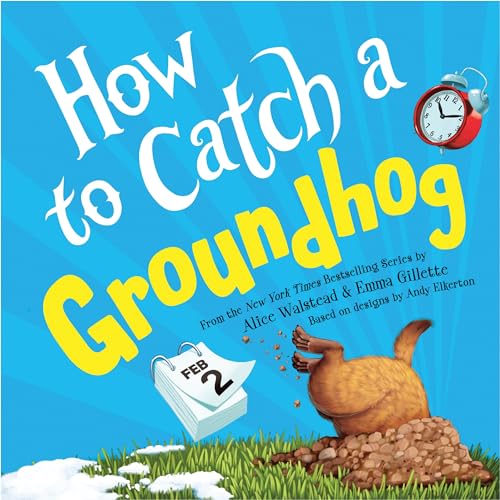 How
to Catch a
Groundhog
From the New York Times Bestselling Series by
Alice Walstead & Emma Gillette
Based on designs by Andy Elkerton
FEB
2